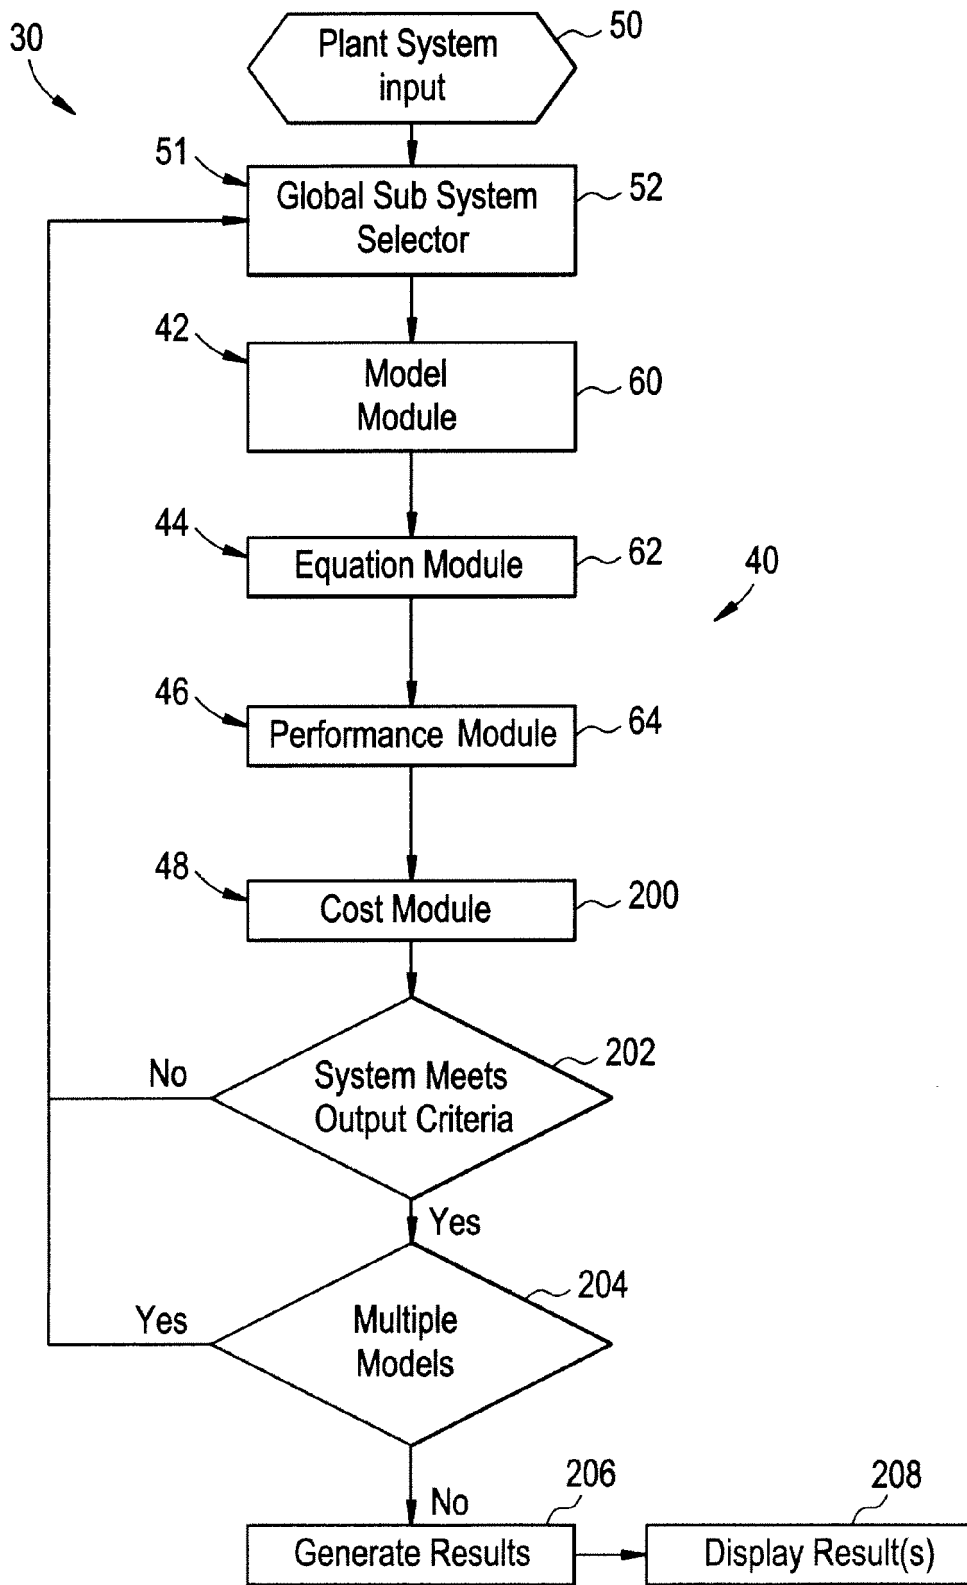 30
Plant System
input
50
51
Global Sub System
Selector
52
42
Model
Module
60
44
Equation Module
62
40
46
Performance Module
64
48
Cost Module
200
No
System Meets
Output Criteria
202
Yes
Yes
Multiple
Models
204
No
206
208
Generate Results
Display Result(s)